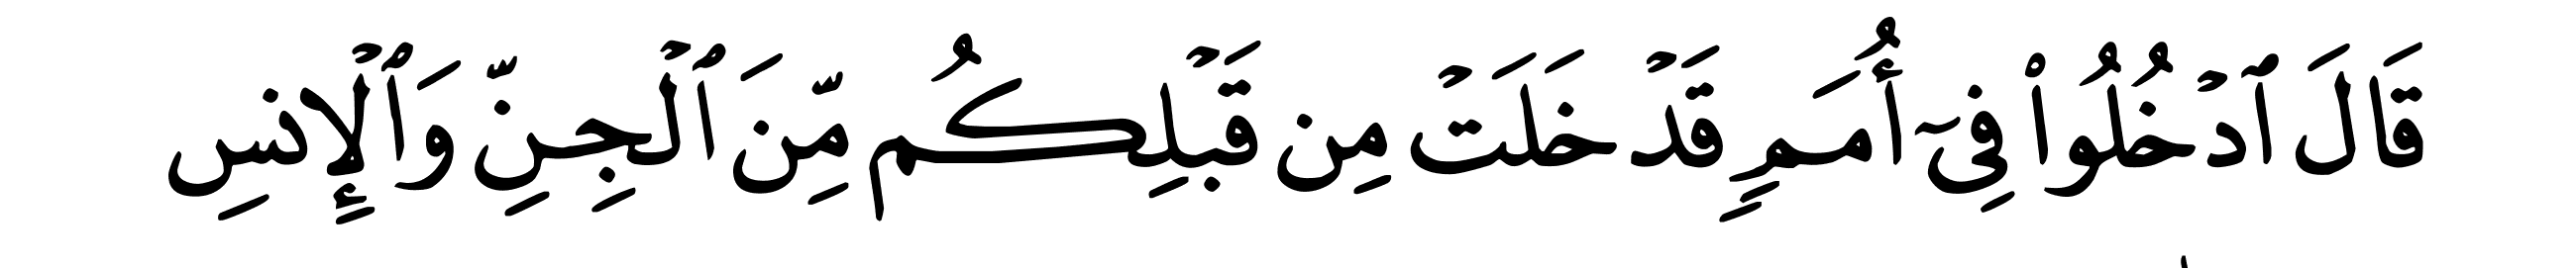 قَالَ ٱدْخُلُوا۟ فِىٓ أُمَمٍ قَدْ خَلَتْ مِن قَبْلِكُم مِّنَ ٱلْجِنِّ وَٱلْإِنسِ